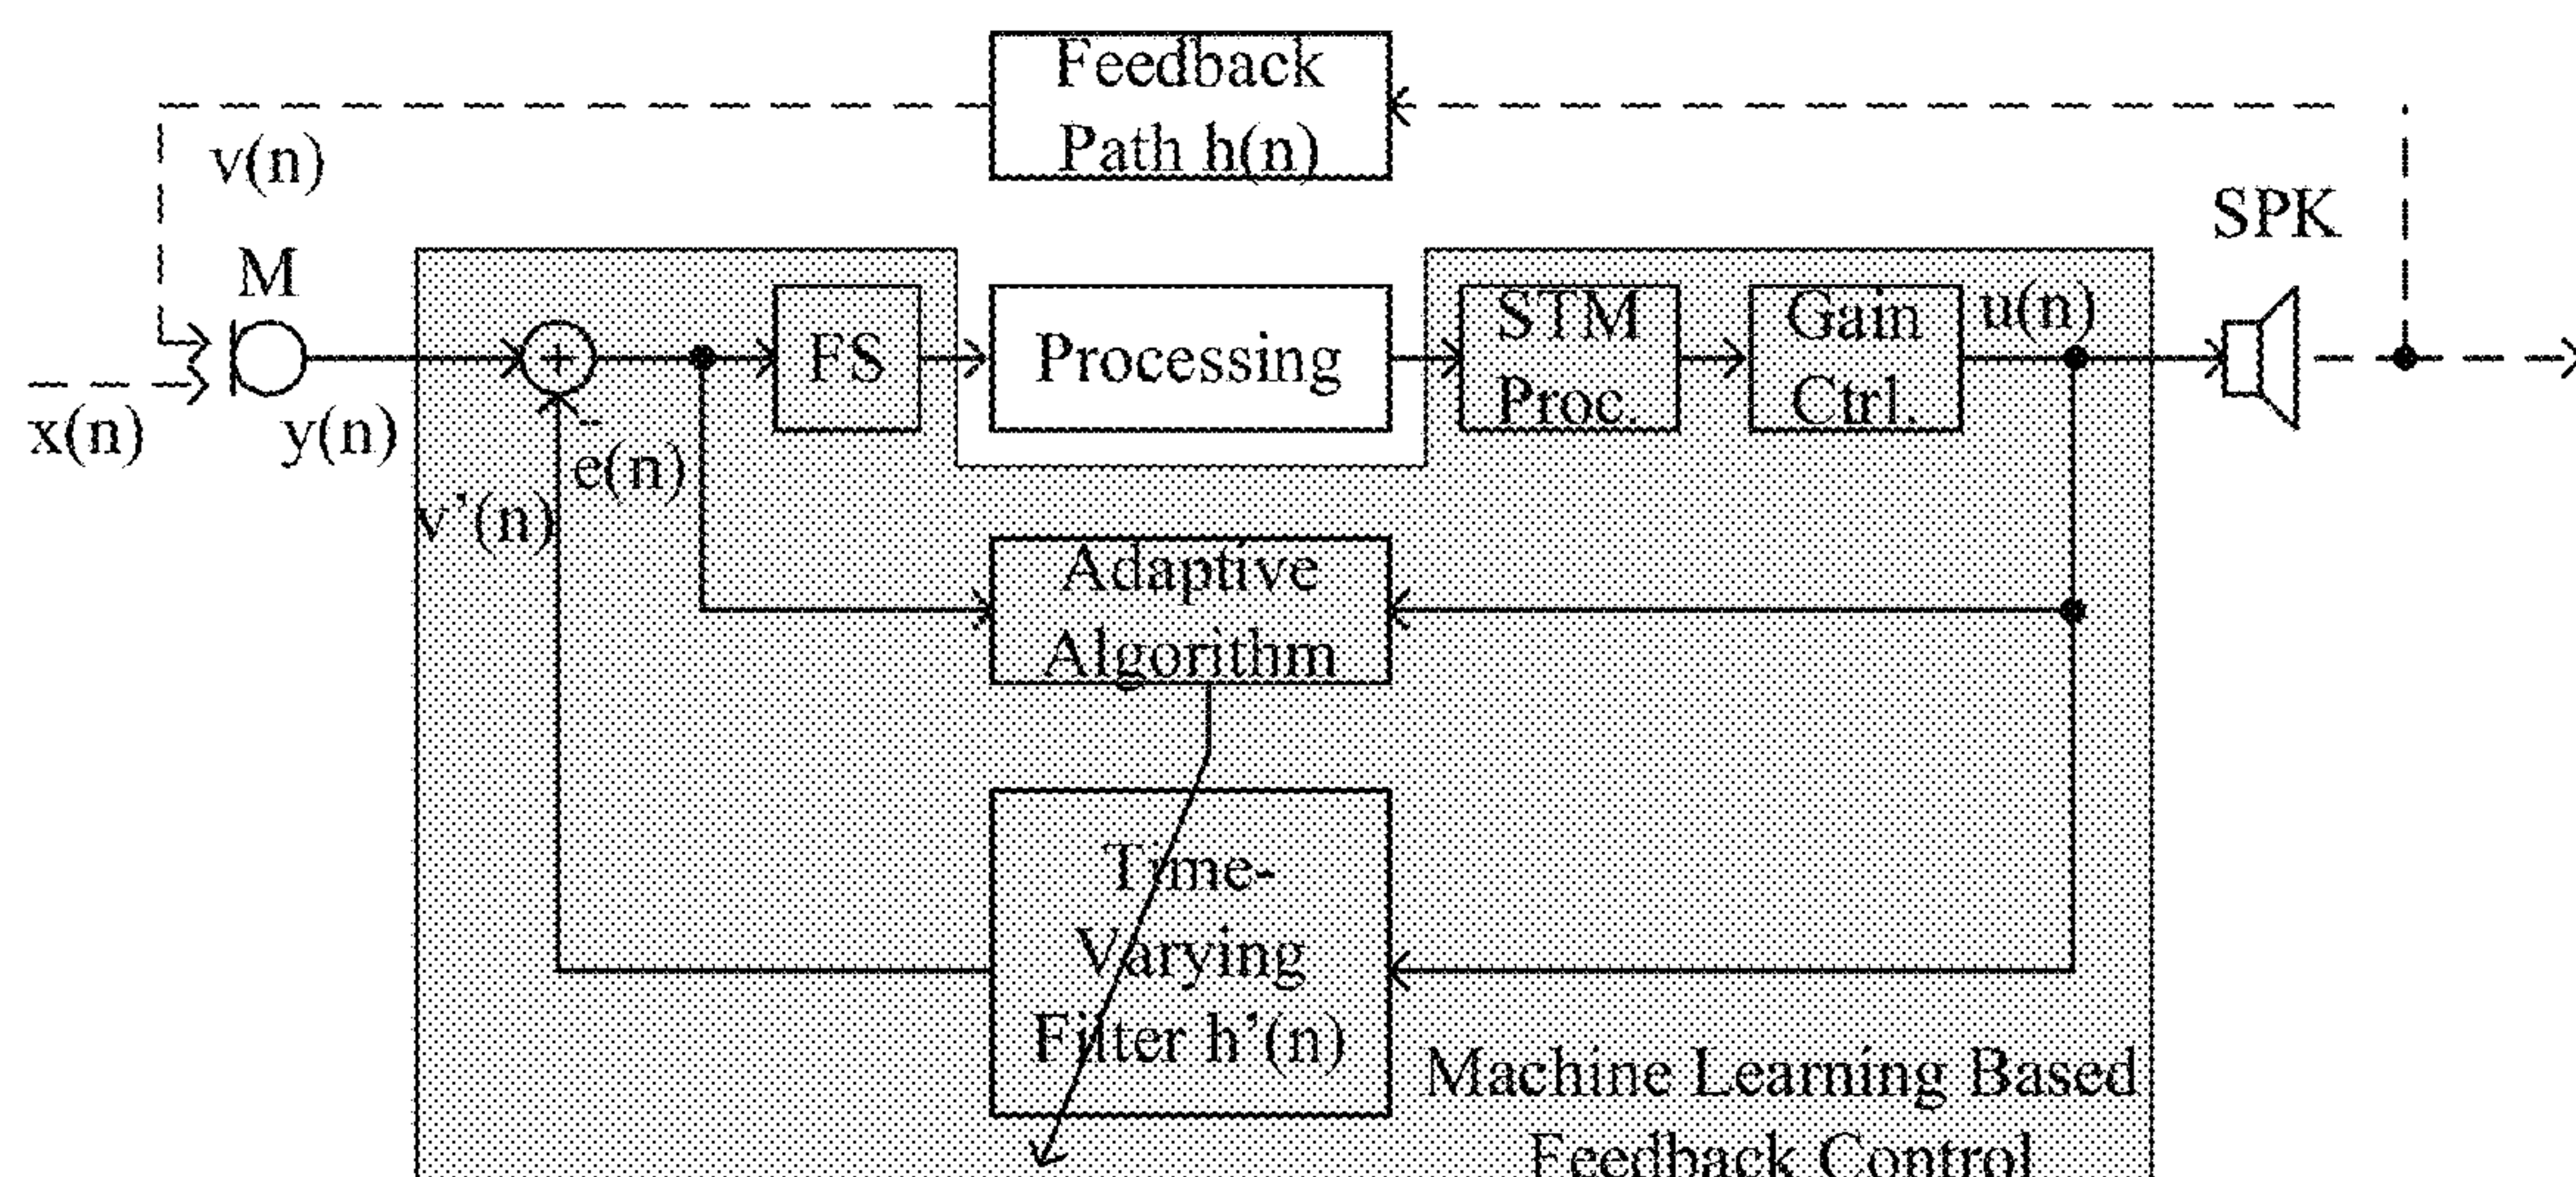 Feedback
Path h(n)
v(n)
SPK
M
FS
Processing
STM
Proc.
Gain
Ctrl.
u(n)
+
x(n)
y(n)
-
e(n)
v'(n)
Adaptive
Algorithm
Time-
Varying
Filter h'(n)
Machine Learning Based
Feedback Control